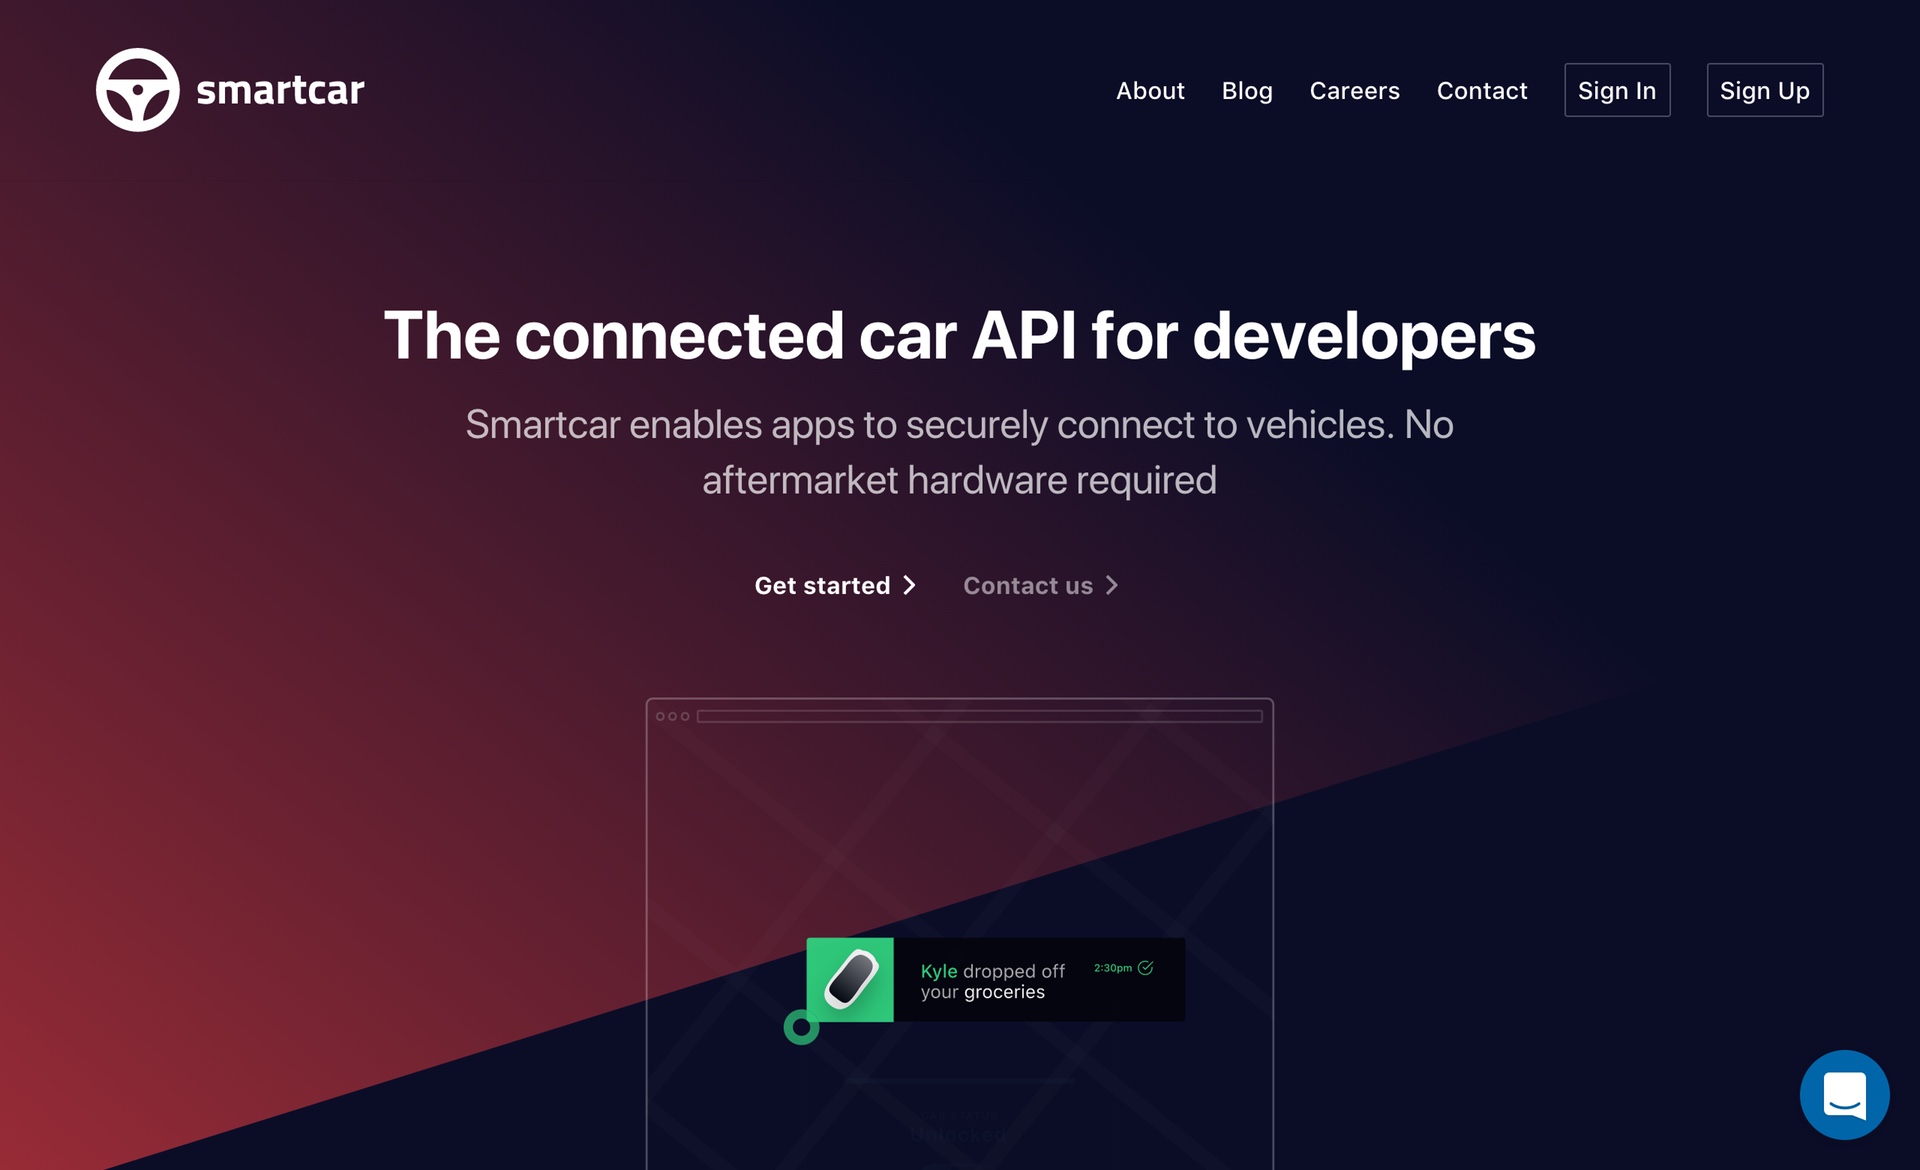 smartcar
About Blog Careers Contact Sign In Sign Up
The connected car API for developers
Smartcar enables apps to securely connect to vehicles. No
aftermarket hardware required
Get started Contact us
Kyle dropped off 2:30pm
your groceries
Unlocked